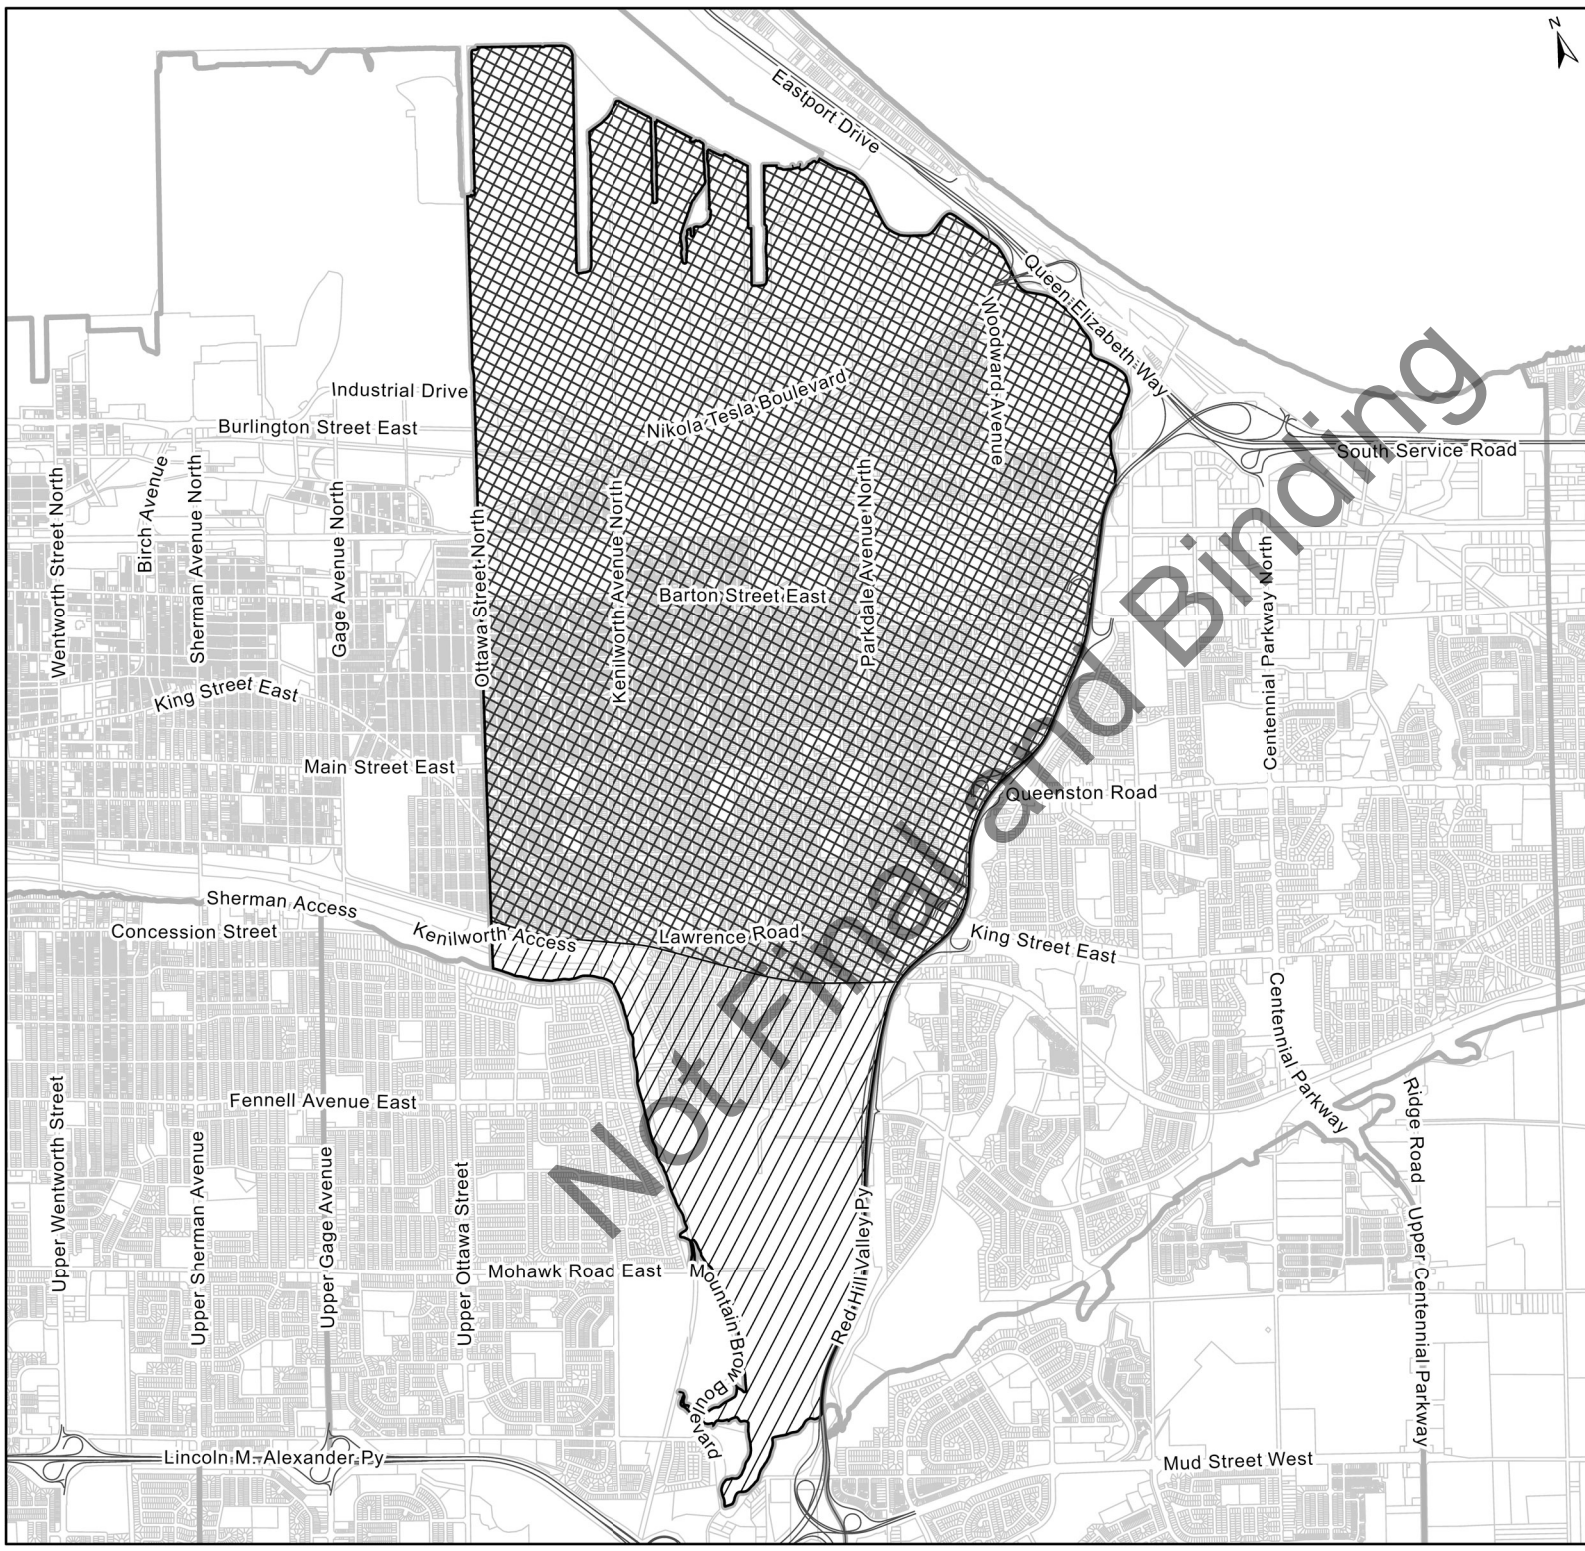 N
Eastport Drive
Queen Elizabeth Way
Woodward Avenue
Industrial Drive
Nikola Tesla Boulevard
Burlington Street East
South Service Road
Wentworth Street North
Birch Avenue
Sherman Avenue North
Gage Avenue North
Ottawa Street North
Kenilworth Avenue North
Parkdale Avenue North
Centennial Parkway North
Barton Street East
King Street East
Main Street East
Queenston Road
Sherman Access
Concession Street
Kenilworth Access
Lawrence Road
King Street East
Not Final and Binding
Centennial Parkway
Ridge Road
Fennell Avenue East
Upper Wentworth Street
Upper Sherman Avenue
Upper Gage Avenue
Upper Ottawa Street
Mohawk Road East
Mountain Brow Boulevard
Red Hill Valley Py
Upper Centennial Parkway
Lincoln M. Alexander Py
Mud Street West